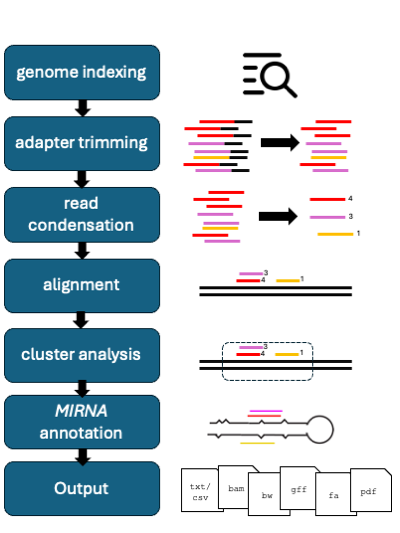 genome indexing
adapter trimming
read
condensation
4
3
1
alignment
3
4
1
cluster analysis
3
4
1
MIRNA
annotation
Output
txt/
csv
bam
bw
gff
fa
pdf